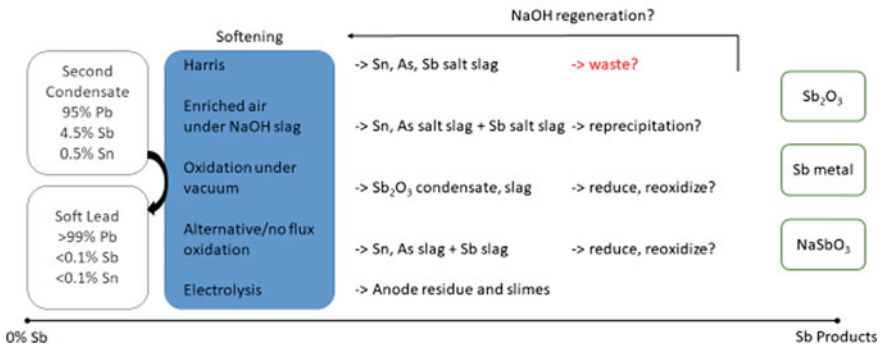 NaOH regeneration?
Softening
Second
Condensate
95% Pb
4.5% Sb
0.5% Sn
Soft Lead
>99% Pb
<0.1% Sb
<0.1% Sn
Harris
-> Sn, As, Sb salt slag
-> waste?
Enriched air
under NaOH slag
-> Sn, As salt slag + Sb salt slag
-> reprecipitation?
Oxidation under
vacuum
-> Sb₂O₃ condensate, slag
-> reduce, reoxidize?
Alternative/no flux
oxidation
-> Sn, As slag + Sb slag
-> reduce, reoxidize?
Electrolysis
-> Anode residue and slimes
Sb₂O₃
Sb metal
NaSbO₃
0% Sb
Sb Products